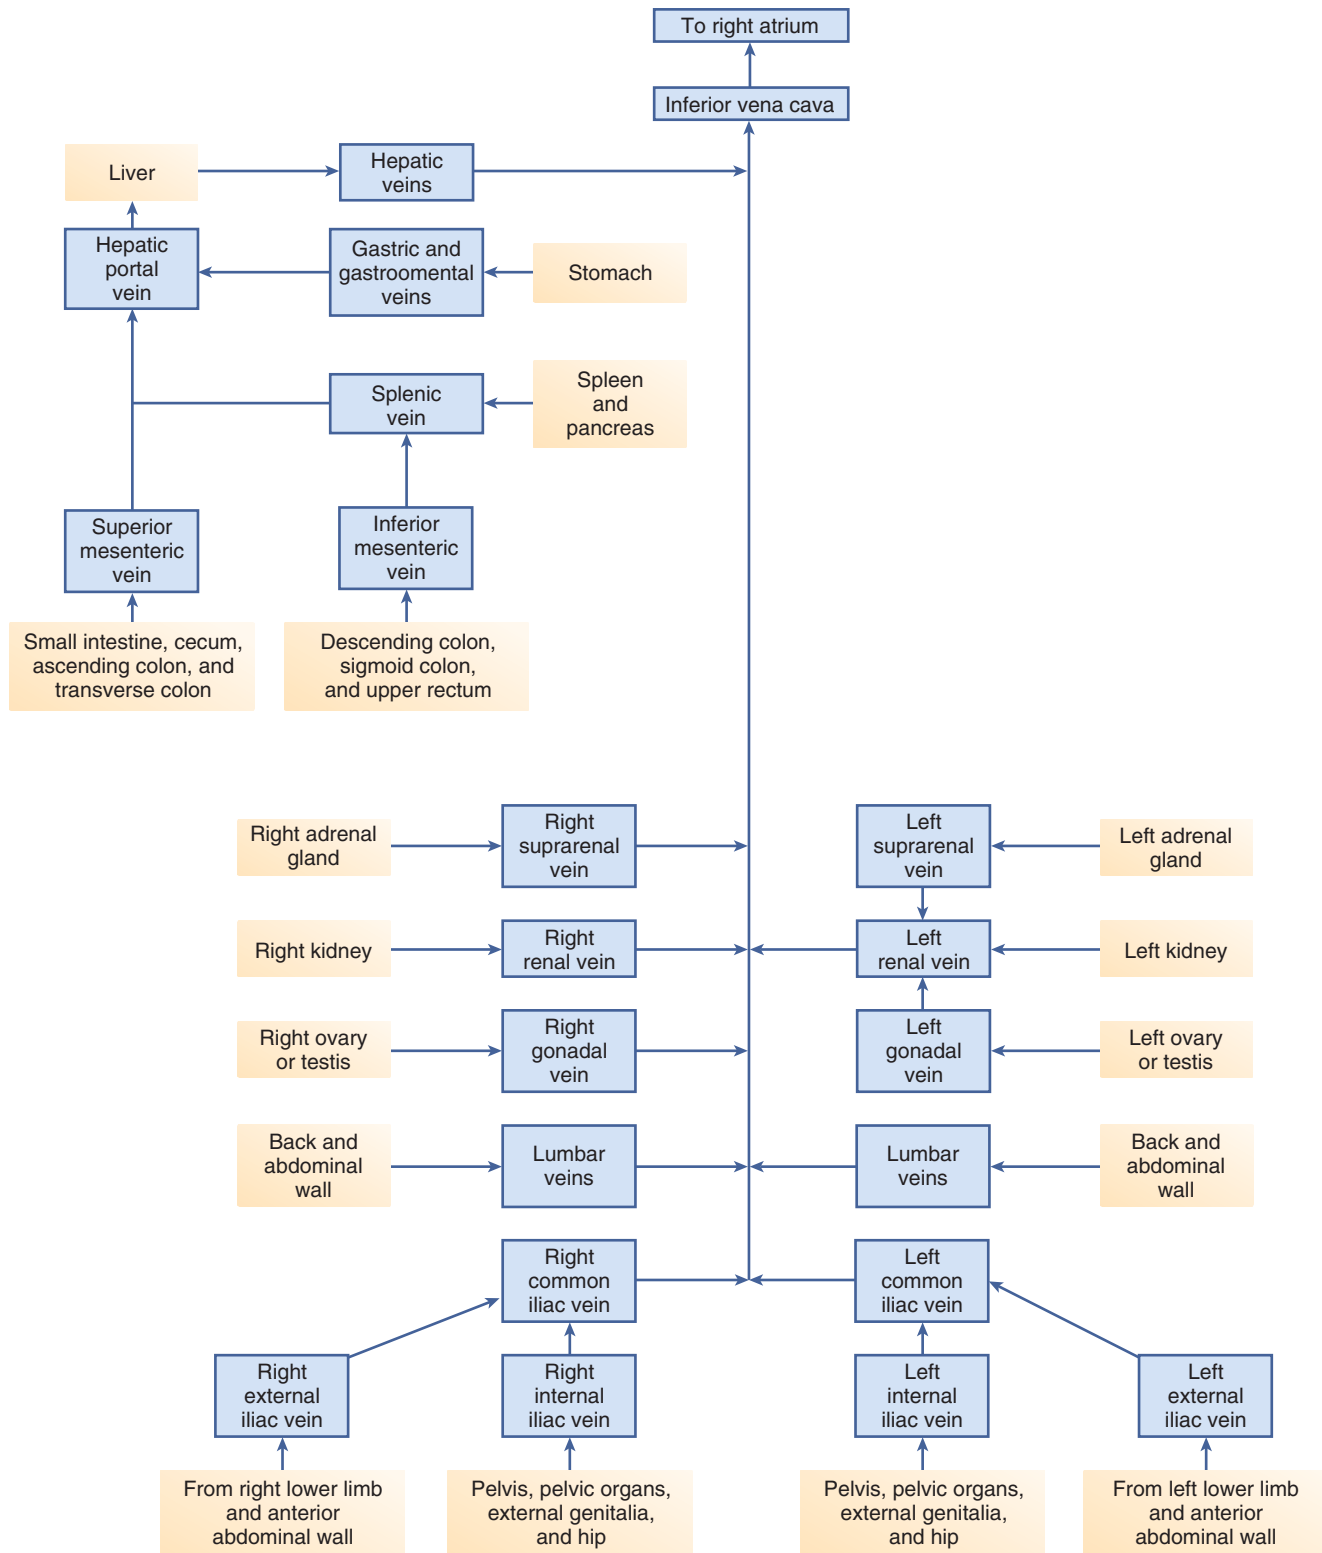 To right atrium
Inferior vena cava
Liver
Hepatic
veins
Hepatic
portal
vein
Gastric and
gastroomental
veins
Stomach
Splenic
vein
Spleen
and
pancreas
Superior
mesenteric
vein
Inferior
mesenteric
vein
Small intestine, cecum,
ascending colon, and
transverse colon
Descending colon,
sigmoid colon,
and upper rectum
Right adrenal
gland
Right
suprarenal
vein
Left
suprarenal
vein
Left adrenal
gland
Right kidney
Right
renal vein
Left
renal vein
Left kidney
Right ovary
or testis
Right
gonadal
vein
Left
gonadal
vein
Left ovary
or testis
Back and
abdominal
wall
Lumbar
veins
Lumbar
veins
Back and
abdominal
wall
Right
common
iliac vein
Left
common
iliac vein
Right
external
iliac vein
Right
internal
iliac vein
Left
internal
iliac vein
Left
external
iliac vein
From right lower limb
and anterior
abdominal wall
Pelvis, pelvic organs,
external genitalia,
and hip
Pelvis, pelvic organs,
external genitalia,
and hip
From left lower limb
and anterior
abdominal wall